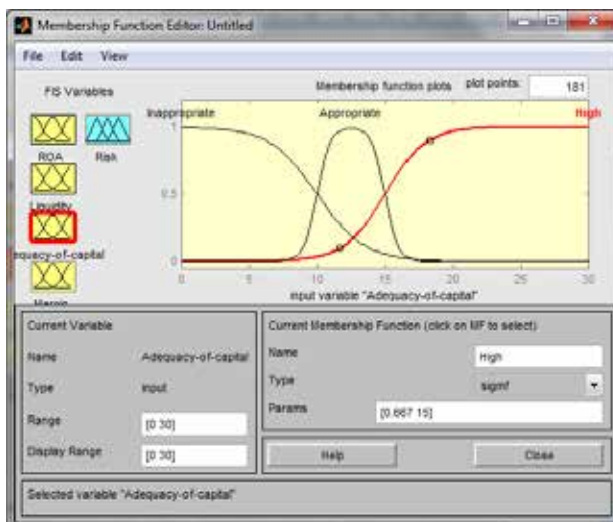 Membership Function Editor: Untitled
File Edit View
FIS Variables
Membership function plots plot points: 181
ROA Risk
Liquidity
equacy-of-capital
Margin
Inappropriate Appropriate High
1
0.5
0
0 5 10 15 20 25 30
input variable "Adequacy-of-capital"
Current Variable
Name Adequacy-of-capital
Type input
Range [0 30]
Display Range [0 30]
Current Membership Function (click on MF to select)
Name High
Type sigmf
Params [0.667 15]
Help Close
Selected variable "Adequacy-of-capital"